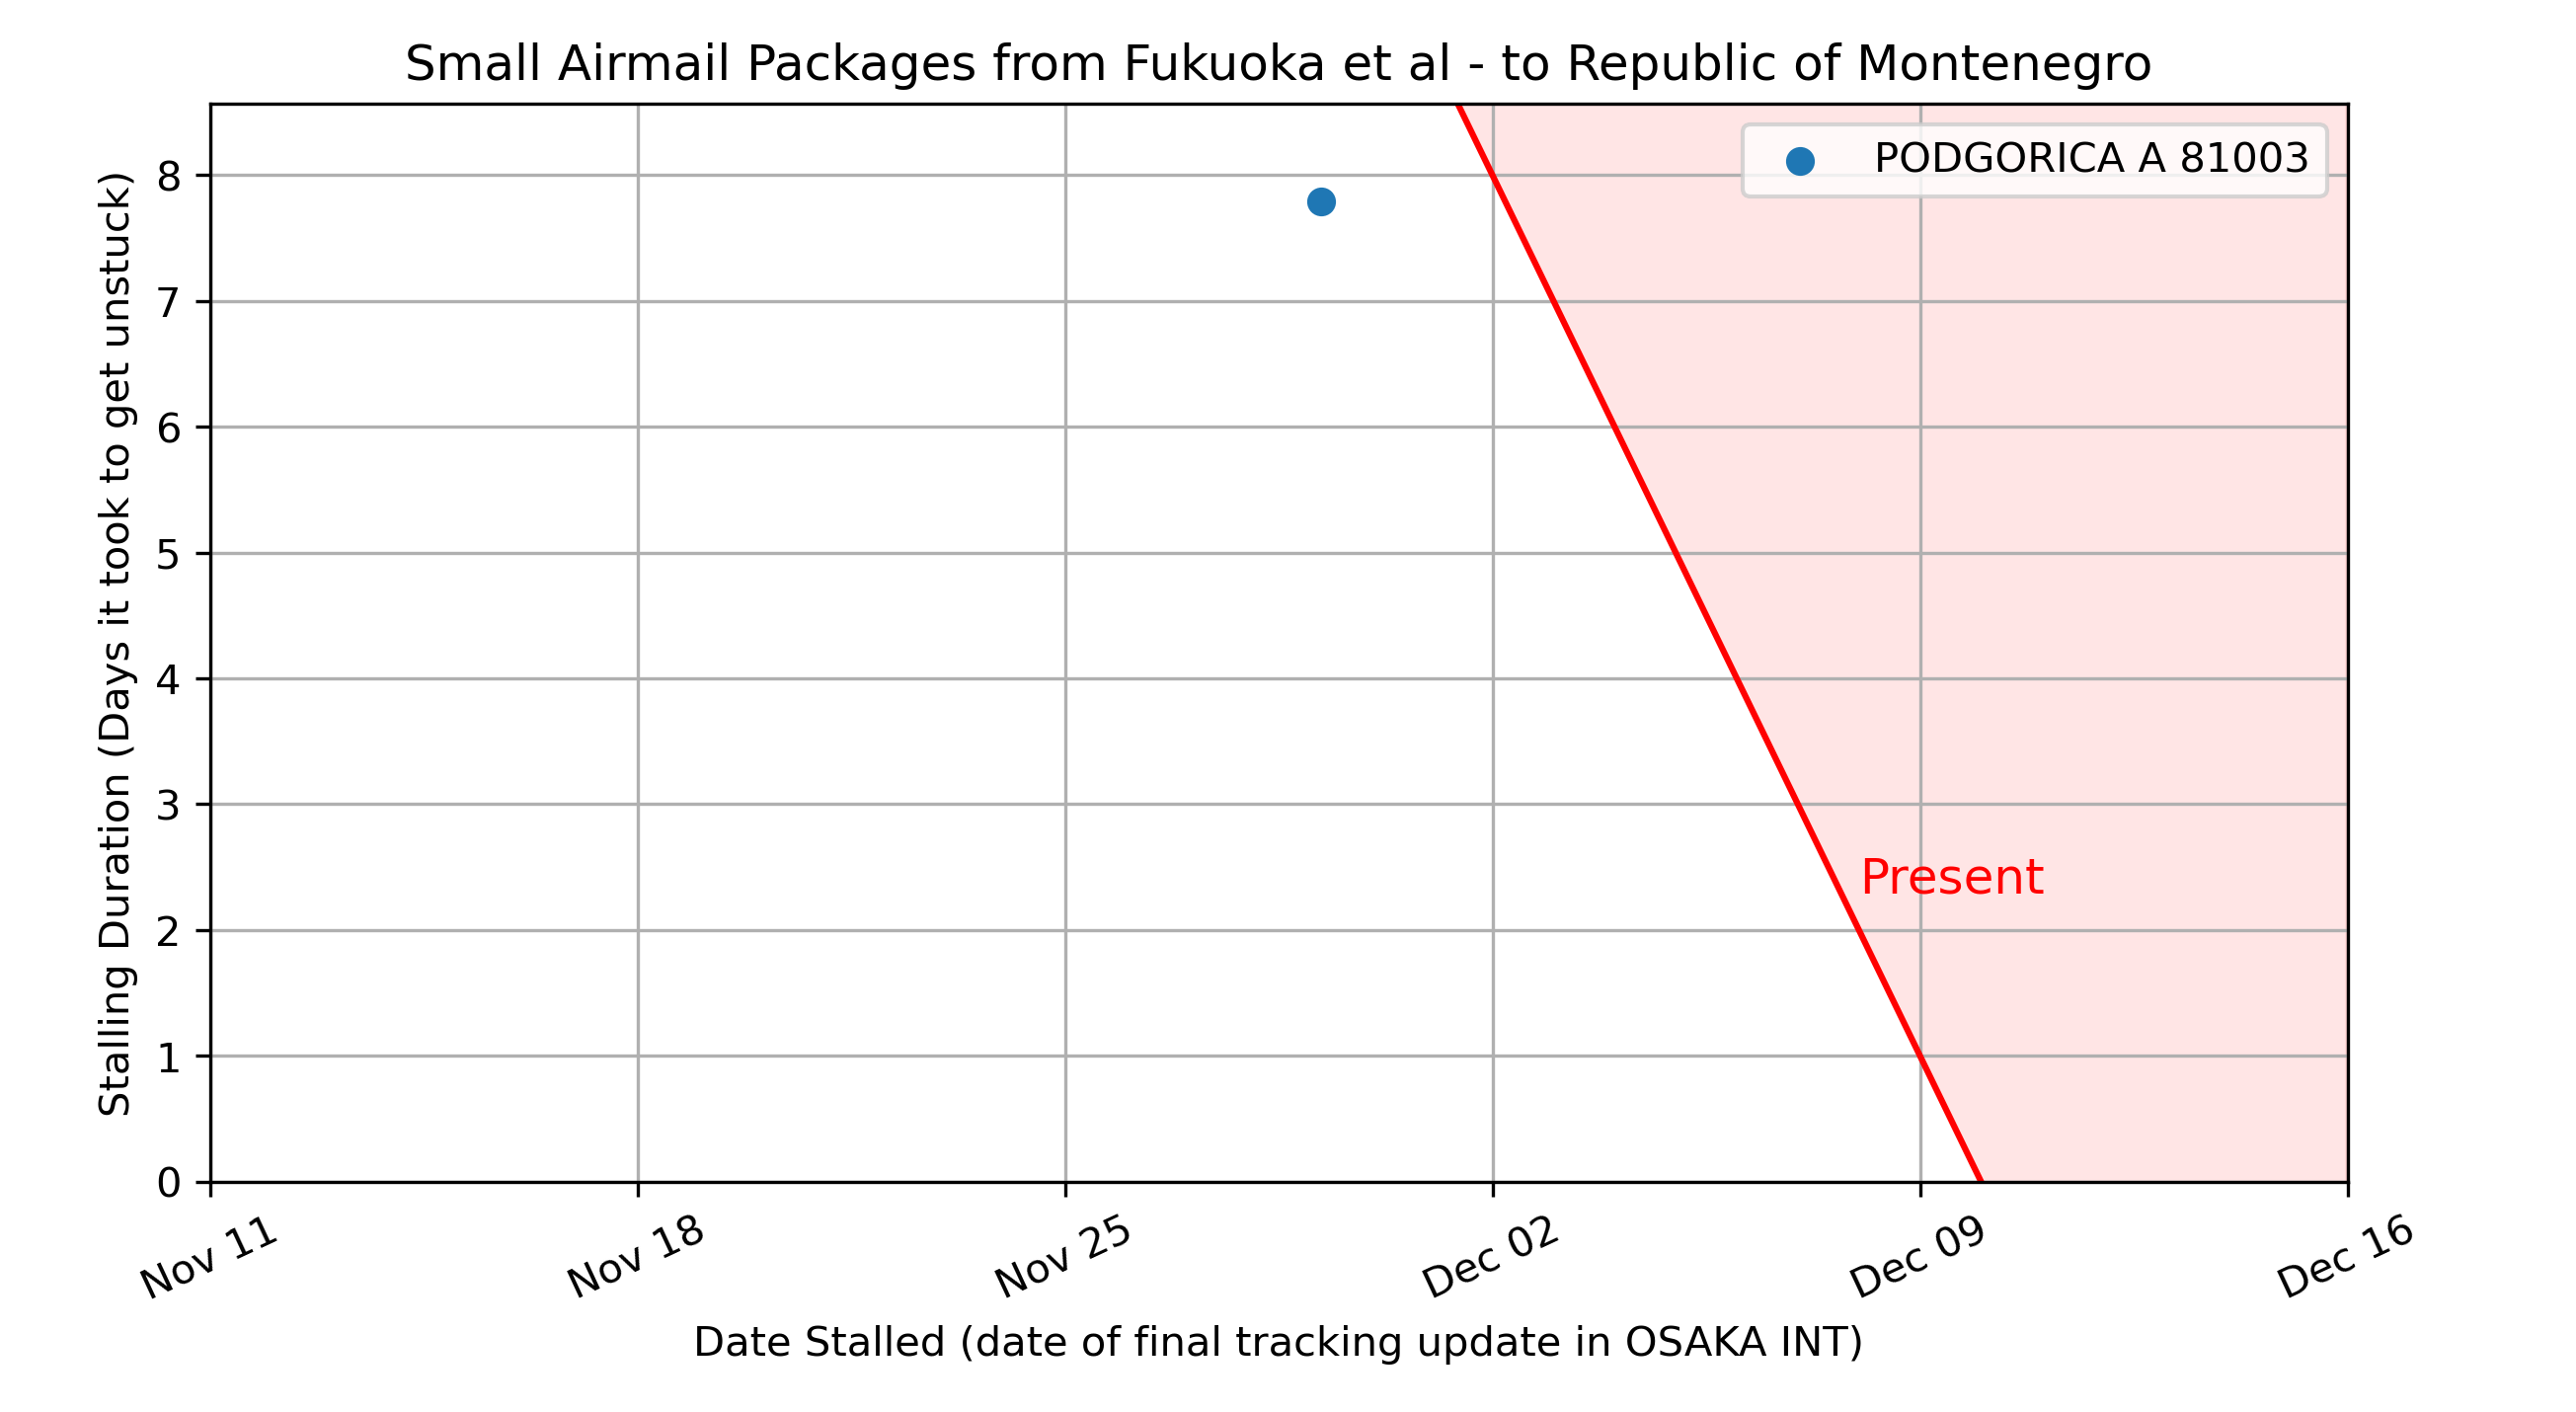 Small Airmail Packages from Fukuoka et al - to Republic of Montenegro
PODGORICA A 81003
Stalling Duration (Days it took to get unstuck)
8
7
6
5
4
3
2
1
0
Present
Nov 11
Nov 18
Nov 25
Dec 02
Dec 09
Dec 16
Date Stalled (date of final tracking update in OSAKA INT)